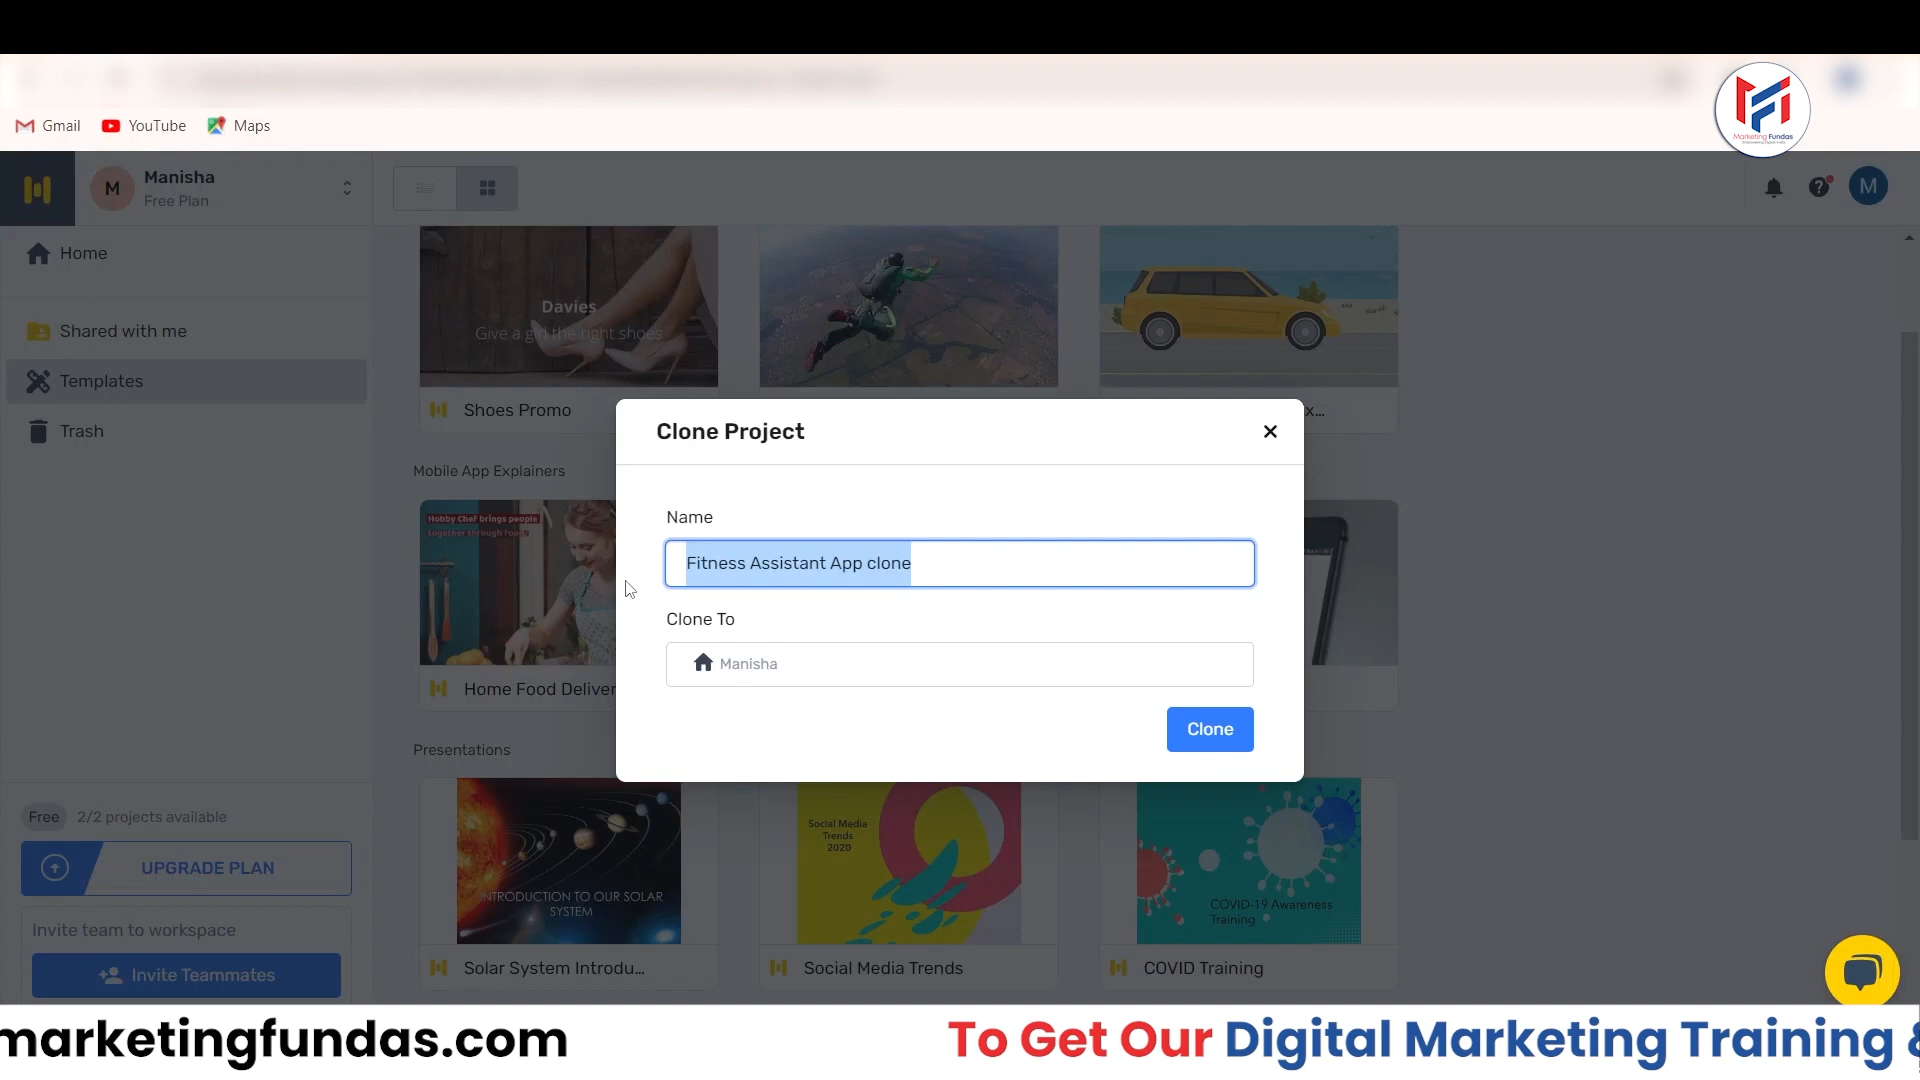 Gmail
YouTube
Maps
Marketing Fundas
M
Manisha
Free Plan
M
Home
Shared with me
Templates
Trash
Davies
Give a girl the right shoes
Shoes Promo
x...
Mobile App Explainers
Hobby Chef brings people
together through food
Home Food Deliver
Clone Project
Name
Fitness Assistant App clone
Clone To
Manisha
Clone
Presentations
INTRODUCTION TO OUR SOLAR
SYSTEM
Solar System Introdu...
Social Media
Trends
2020
Social Media Trends
COVID-19 Awareness
Training
COVID Training
Free
2/2 projects available
UPGRADE PLAN
Invite team to workspace
Invite Teammates
marketingfundas.com
To Get Our Digital Marketing Training &